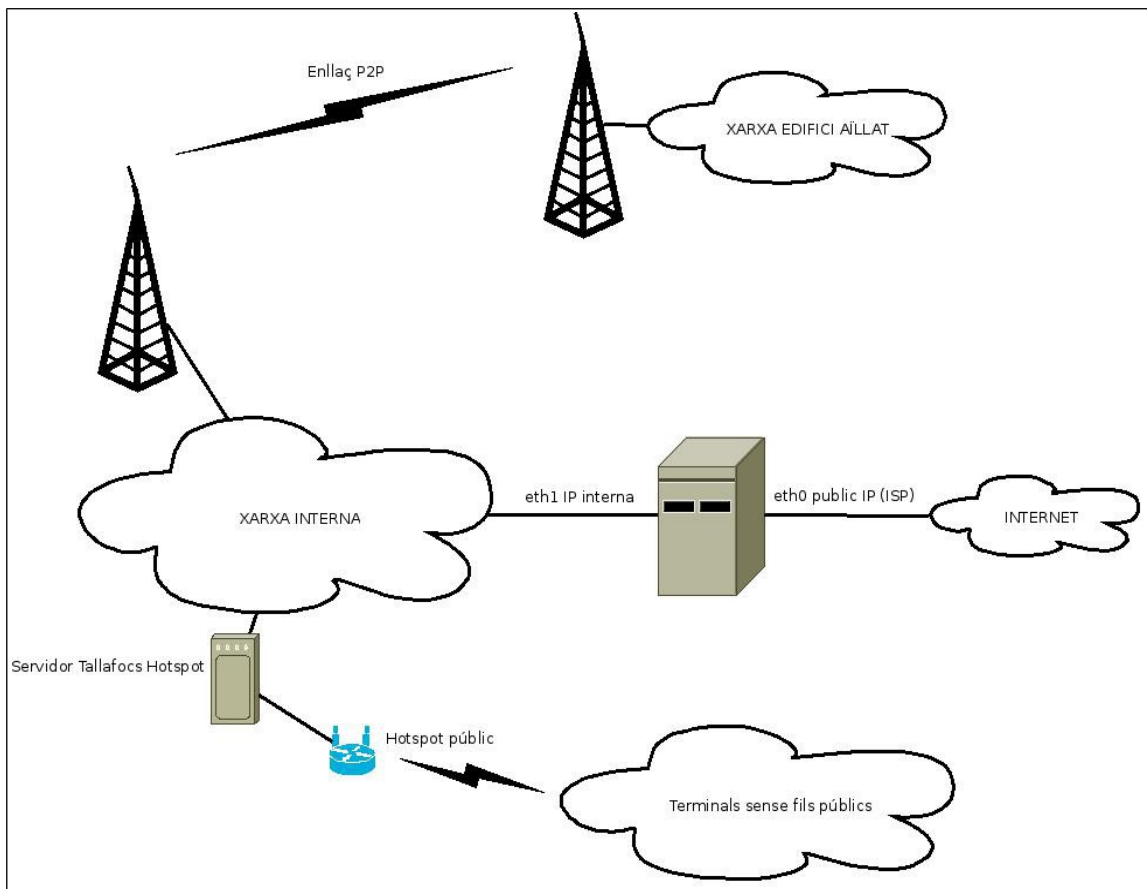 Enllaç P2P
XARXA EDIFICI AÏLLAT
eth1 IP interna
eth0 public IP (ISP)
XARXA INTERNA
INTERNET
Servidor Tallafocs Hotspot
Hotspot públic
Terminals sense fils públics